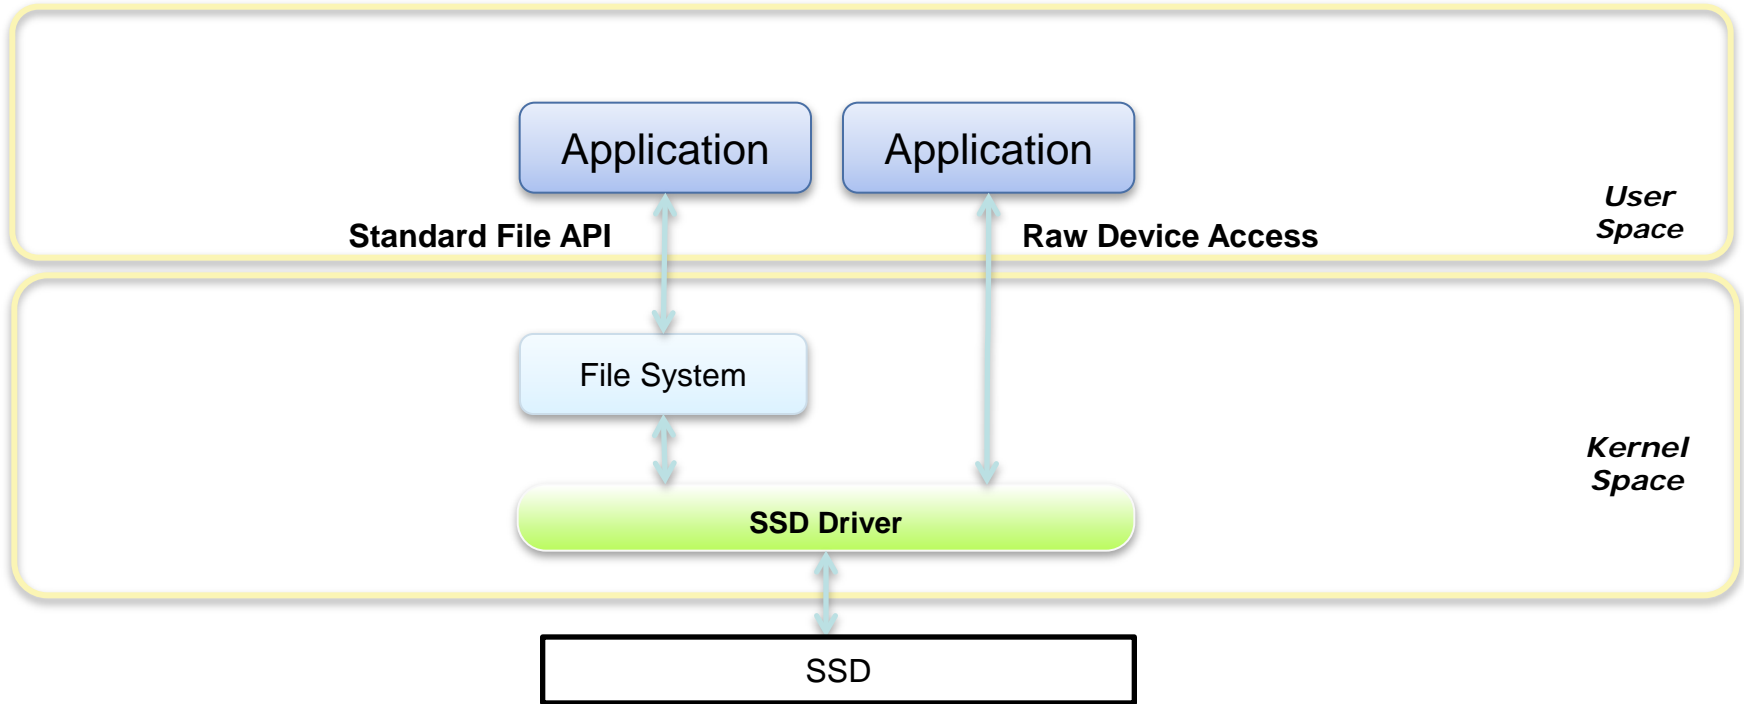 Application
Application
User
Space
Standard File API
Raw Device Access
File System
Kernel
Space
SSD Driver
SSD